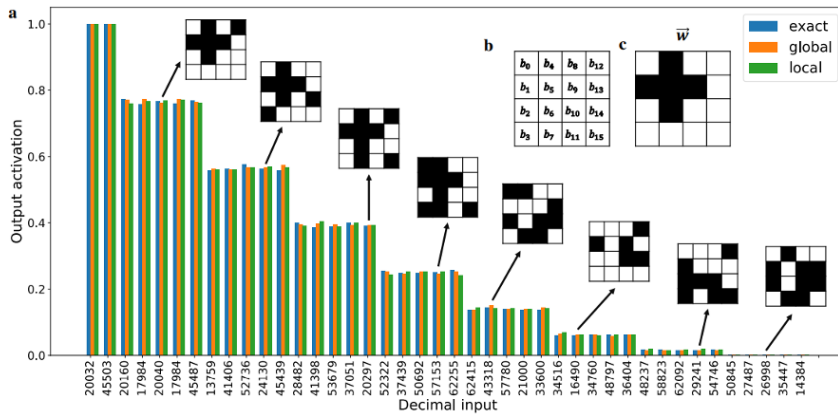 a
Output activation
1.0
0.8
0.6
0.4
0.2
0.0
20032 45503 20160 17984 20040 17984 45487 13759 41406 52736 24130 45439 28482 41398 53679 37051 20297 52322 37439 50692 57153 62255 62415 43318 57780 21000 33600 34516 16490 34760 48797 36404 48237 58823 62092 29241 54746 50845 27487 26998 35447 14384
Decimal input
b
b0 b4 b8 b12
b1 b5 b9 b13
b2 b6 b10 b14
b3 b7 b11 b15
c
w⃗
exact
global
local